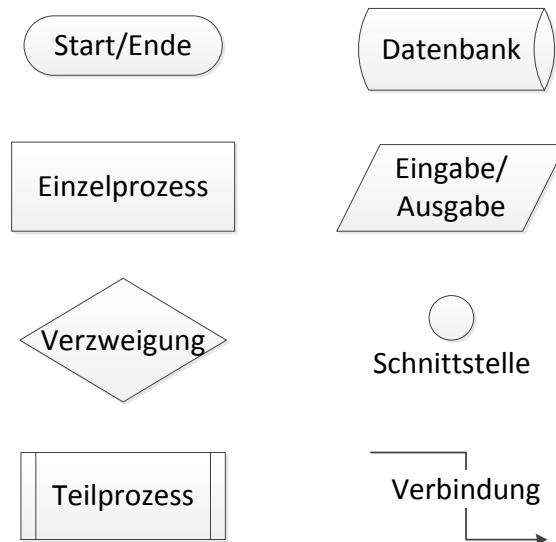 Start/Ende
Datenbank
Einzelprozess
Eingabe/
Ausgabe
Verzweigung
Schnittstelle
Teilprozess
Verbindung